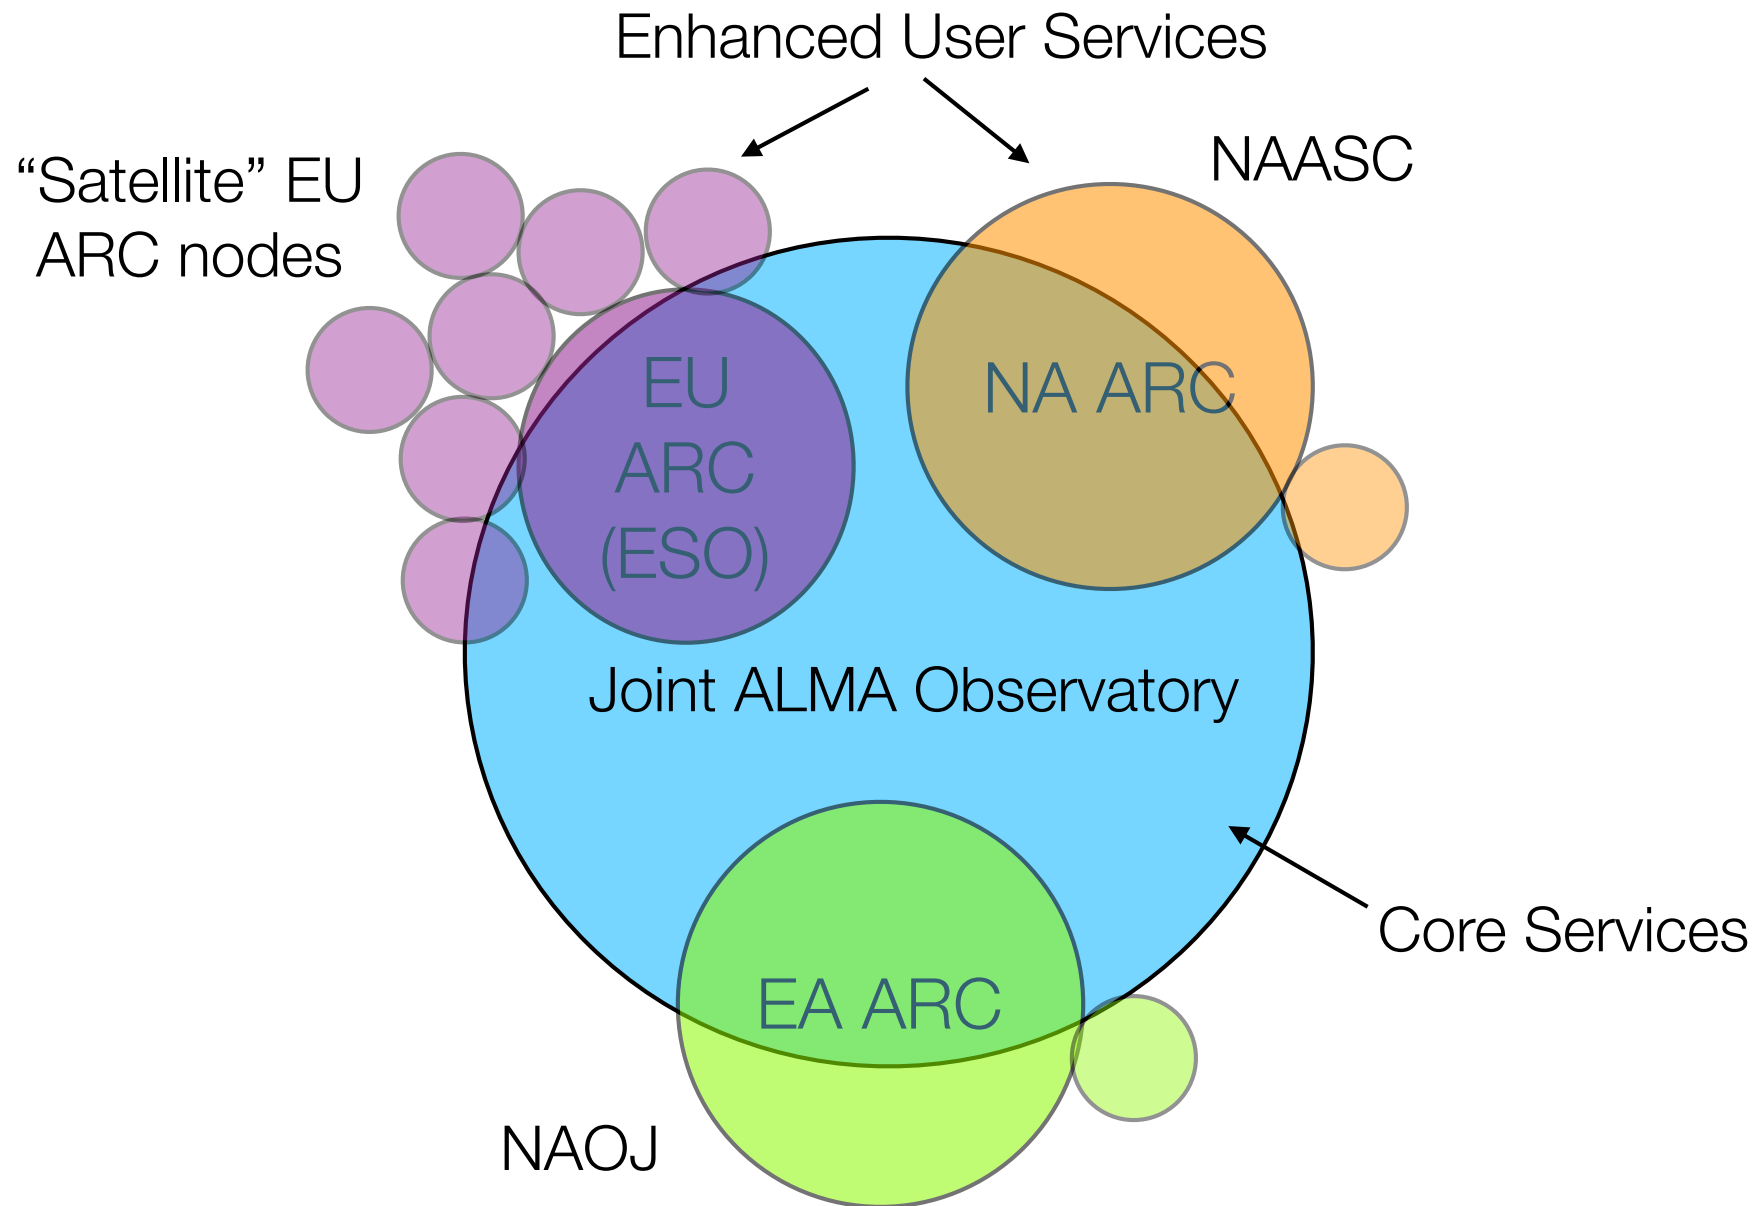 Enhanced User Services
NAASC
“Satellite” EU
ARC nodes
EU
ARC
(ESO)
NA ARC
Joint ALMA Observatory
Core Services
EA ARC
NAOJ